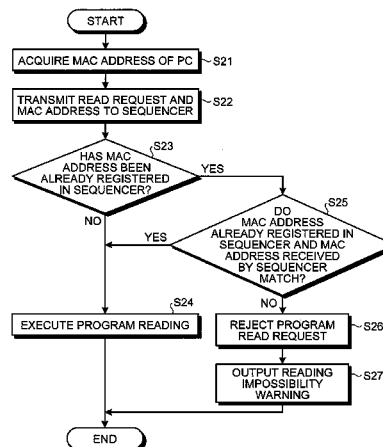 START
ACQUIRE MAC ADDRESS OF PC
S21
TRANSMIT READ REQUEST AND
MAC ADDRESS TO SEQUENCER
S22
S23
HAS MAC
ADDRESS BEEN
ALREADY REGISTERED
IN SEQUENCER?
YES
NO
S25
DO
MAC ADDRESS
ALREADY REGISTERED IN
SEQUENCER AND MAC
ADDRESS RECEIVED
BY SEQUENCER
MATCH?
YES
NO
S24
EXECUTE PROGRAM READING
REJECT PROGRAM
READ REQUEST
S26
OUTPUT READING
IMPOSSIBILITY
WARNING
S27
END